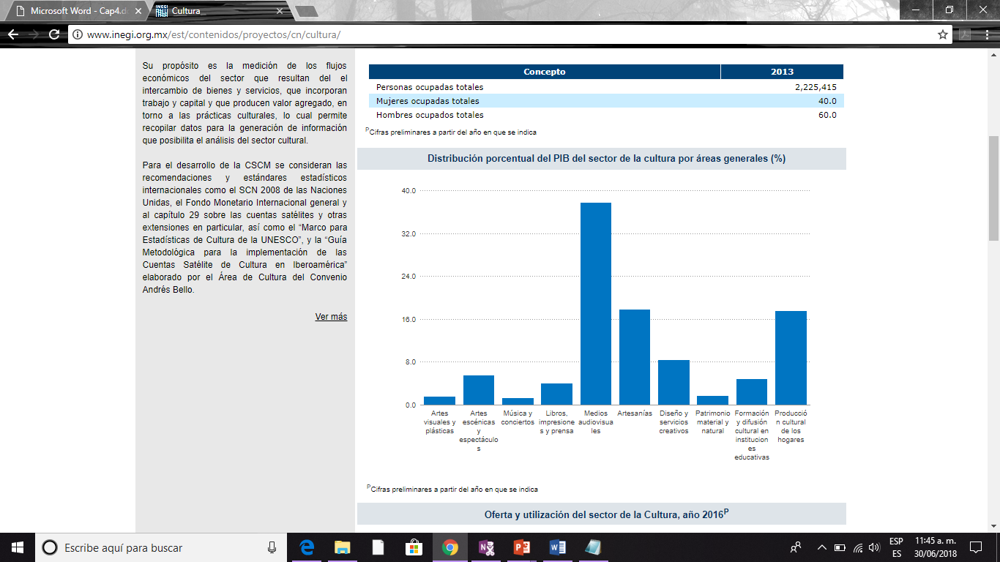 Microsoft Word - Cap4.d
INEGI
Cultura
www.inegi.org.mx/est/contenidos/proyectos/cn/cultura/
Su propósito es la medición de los flujos
económicos del sector que resultan del el
intercambio de bienes y servicios, que incorporan
trabajo y capital y que producen valor agregado, en
torno a las prácticas culturales, lo cual permite
recopilar datos para la generación de información
que posibilita el análisis del sector cultural.
Para el desarrollo de la CSCM se consideran las
recomendaciones y estándares estadísticos
internacionales como el SCN 2008 de las Naciones
Unidas, el Fondo Monetario Internacional general y
al capítulo 29 sobre las cuentas satélites y otras
extensiones en particular, así como el “Marco para
Estadísticas de Cultura de la UNESCO”, y la “Guía
Metodológica para la implementación de las
Cuentas Satélite de Cultura en Iberoamérica”
elaborado por el Área de Cultura del Convenio
Andrés Bello.
Ver más
Concepto 2013
Personas ocupadas totales 2,225,415
Mujeres ocupadas totales 40.0
Hombres ocupados totales 60.0
PCifras preliminares a partir del año en que se indica
Distribución porcentual del PIB del sector de la cultura por áreas generales (%)
40.0
32.0
24.0
16.0
8.0
0.0
Artes
visuales y
plásticas
Artes
escénicas
y
espectáculo
s
Música y
conciertos
Libros,
impresione
s y prensa
Medios
audiovisua
les
Artesanías
Diseño y
servicios
creativos
Patrimonio
material y
natural
Formación
y difusión
cultural en
institucion
es
educativas
Producció
n cultural
de los
hogares
PCifras preliminares a partir del año en que se indica
Oferta y utilización del sector de la Cultura, año 2016P
Escribe aquí para buscar
ESP
ES
11:45 a. m.
30/06/2018